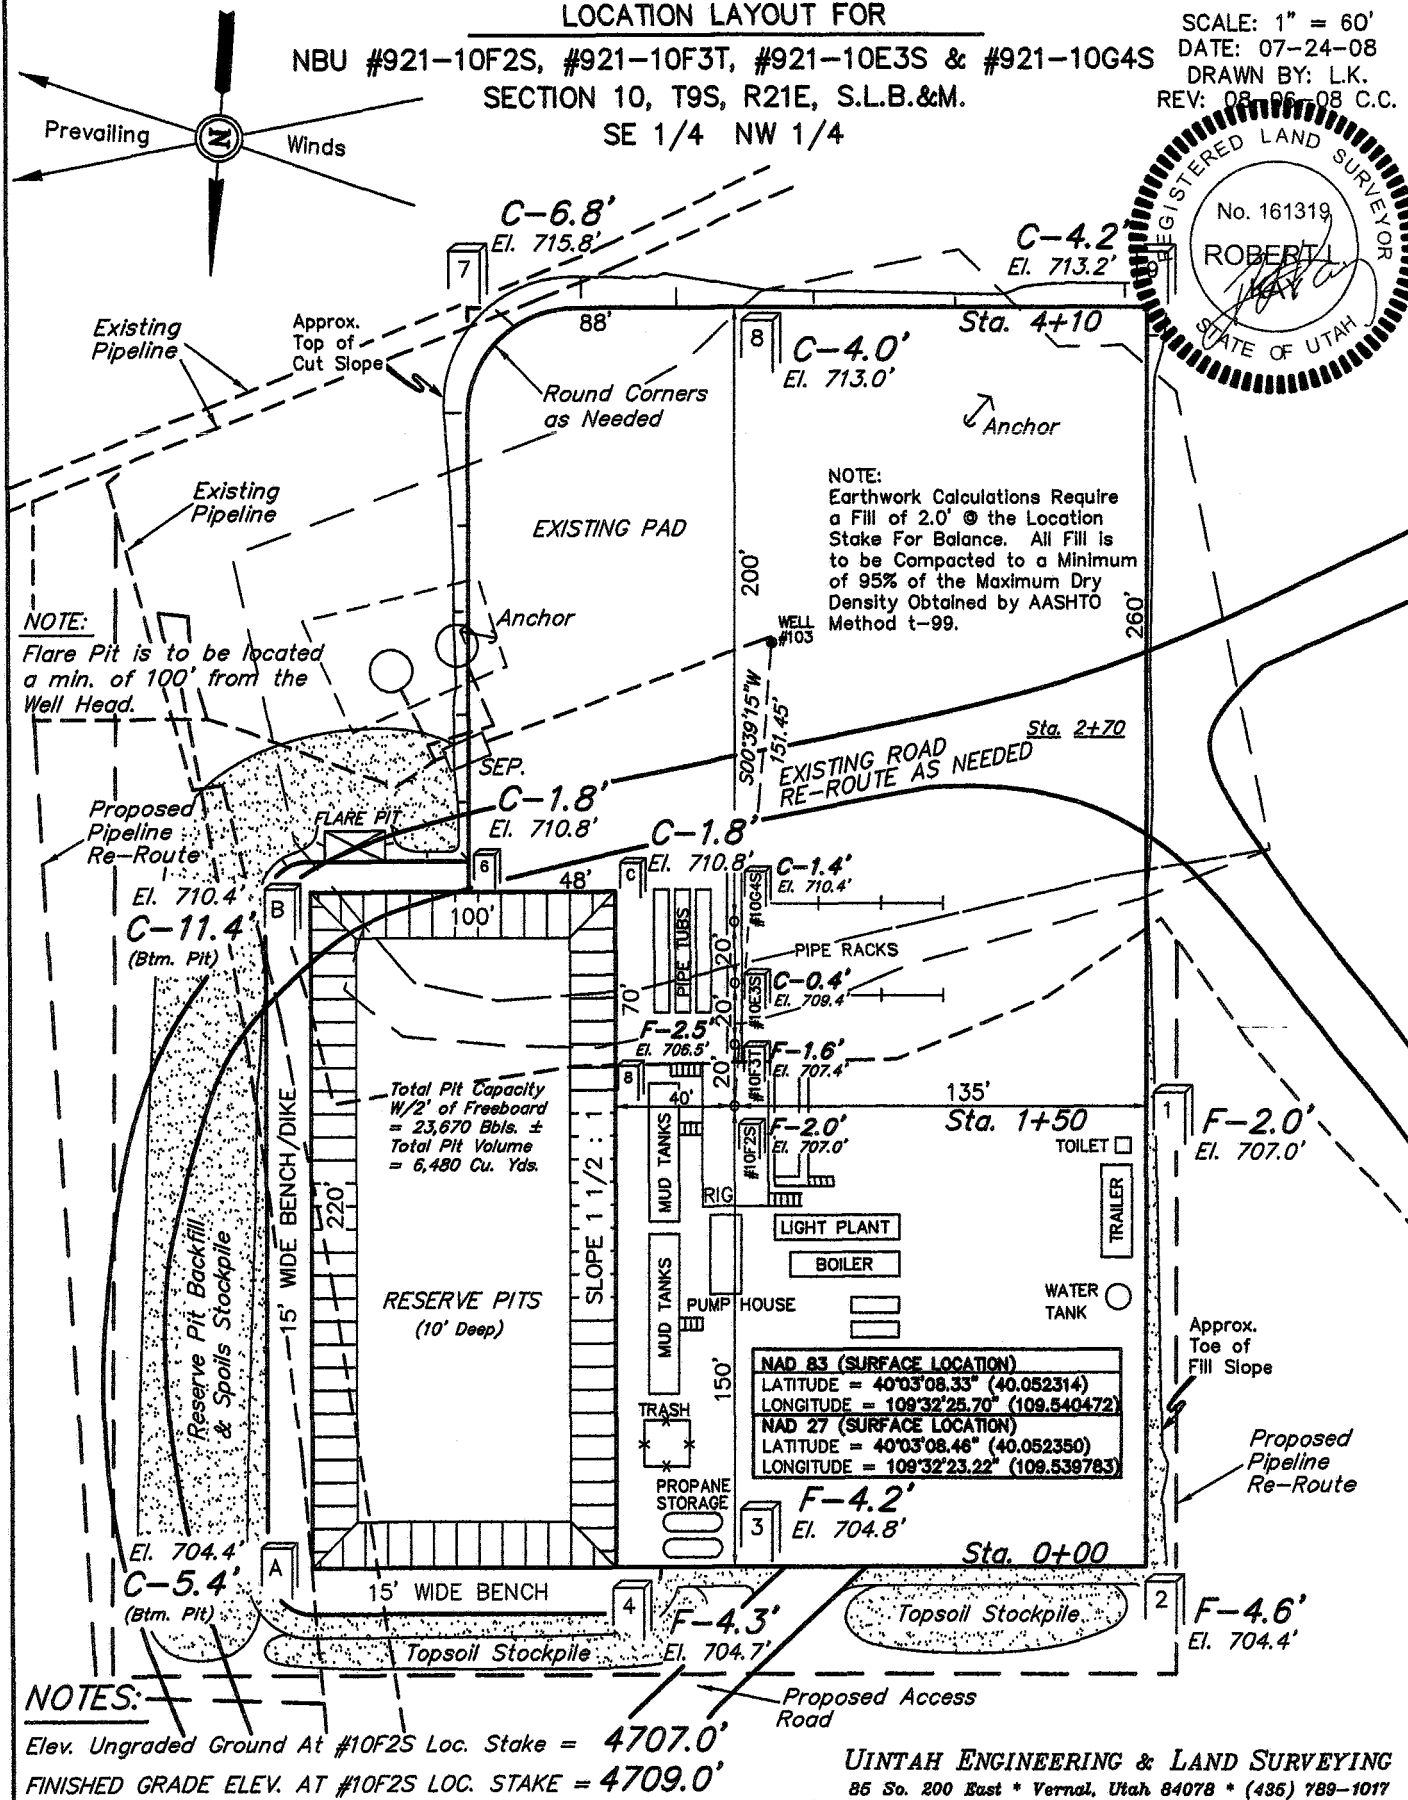 LOCATION LAYOUT FOR
NBU #921-10F2S, #921-10F3T, #921-10E3S & #921-10G4S
SECTION 10, T9S, R21E, S.L.B.&M.
SE 1/4 NW 1/4
SCALE: 1" = 60'
DATE: 07-24-08
DRAWN BY: L.K.
REV: 08-06-08 C.C.
REGISTERED LAND SURVEYOR
No. 161319
ROBERT L.
KAY
STATE OF UTAH
Prevailing
N
Winds
C-6.8'
El. 715.8'
7
C-4.2'
El. 713.2'
9
Existing
Pipeline
Approx.
Top of
Cut Slope
88'
8
C-4.0'
El. 713.0'
Sta. 4+10
Round Corners
as Needed
Anchor
Existing
Pipeline
EXISTING PAD
NOTE:
Earthwork Calculations Require
a Fill of 2.0' @ the Location
Stake For Balance. All Fill is
to be Compacted to a Minimum
of 95% of the Maximum Dry
Density Obtained by AASHTO
Method t-99.
200'
260'
NOTE:
Flare Pit is to be located
a min. of 100' from the
Well Head.
Anchor
WELL
#103
S00°39'15"W
151.45'
Sta. 2+70
EXISTING ROAD
RE-ROUTE AS NEEDED
SEP.
Proposed
Pipeline
Re-Route
FLARE PIT
C-1.8'
El. 710.8'
6
C-1.8'
El. 710.8'
C
48'
El. 710.4'
C-11.4'
(Btm. Pit)
B
100'
PIPE TUBS
#10G4S
C-1.4'
El. 710.4'
20'
PIPE RACKS
#10E3S
C-0.4'
El. 709.4'
70'
20'
F-2.5'
El. 706.5'
8
#10F3T
F-1.6'
El. 707.4'
20'
40'
135'
Sta. 1+50
1
F-2.0'
El. 707.0'
#10F2S
F-2.0'
El. 707.0'
Total Pit Capacity
W/2' of Freeboard
= 23,670 Bbls. ±
Total Pit Volume
= 6,480 Cu. Yds.
15' WIDE BENCH/DIKE
220'
SLOPE 1 1/2 : 1
MUD TANKS
RIG
TOILET
TRAILER
LIGHT PLANT
BOILER
Reserve Pit Backfill
& Spoils Stockpile
RESERVE PITS
(10' Deep)
MUD TANKS
PUMP HOUSE
WATER
TANK
150'
Approx.
Toe of
Fill Slope
NAD 83 (SURFACE LOCATION)
LATITUDE = 40°03'08.33" (40.052314)
LONGITUDE = 109°32'25.70" (109.540472)
NAD 27 (SURFACE LOCATION)
LATITUDE = 40°03'08.46" (40.052350)
LONGITUDE = 109°32'23.22" (109.539783)
TRASH
PROPANE
STORAGE
Proposed
Pipeline
Re-Route
3
F-4.2'
El. 704.8'
Sta. 0+00
El. 704.4'
C-5.4'
(Btm. Pit)
A
15' WIDE BENCH
4
F-4.3'
El. 704.7'
Topsoil Stockpile
2
F-4.6'
El. 704.4'
Topsoil Stockpile
Proposed Access
Road
NOTES:
Elev. Ungraded Ground At #10F2S Loc. Stake = 4707.0'
FINISHED GRADE ELEV. AT #10F2S LOC. STAKE = 4709.0'
UINTAH ENGINEERING & LAND SURVEYING
85 So. 200 East * Vernal, Utah 84078 * (435) 789-1017